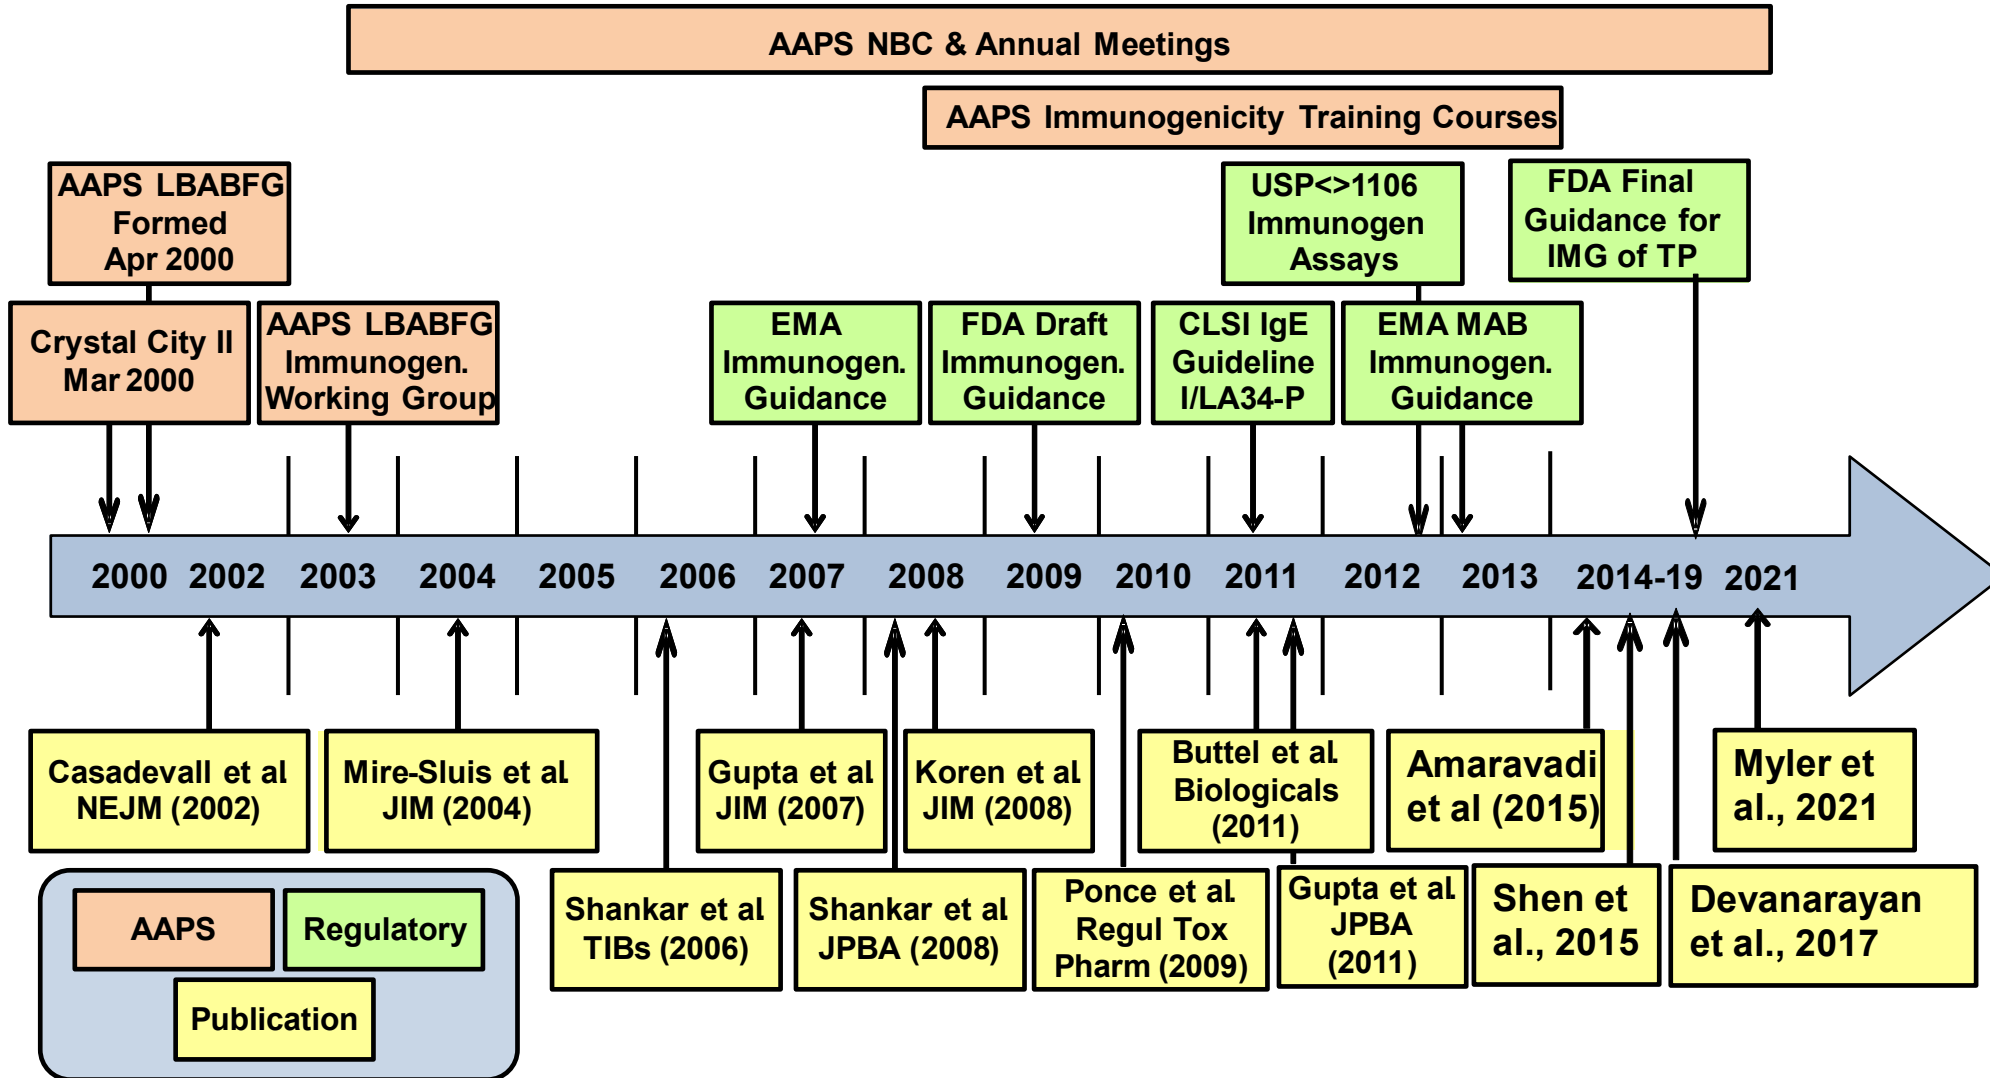 AAPS NBC & Annual Meetings
AAPS Immunogenicity Training Courses
AAPS LBABFG
Formed
Apr 2000
USP<>1106
Immunogen
Assays
FDA Final
Guidance for
IMG of TP
Crystal City II
Mar 2000
AAPS LBABFG
Immunogen.
Working Group
EMA
Immunogen.
Guidance
FDA Draft
Immunogen.
Guidance
CLSI IgE
Guideline
I/LA34-P
EMA MAB
Immunogen.
Guidance
2000 2002 2003 2004 2005 2006 2007 2008 2009 2010 2011 2012 2013 2014-19 2021
Casadevall et al.
NEJM (2002)
Mire-Sluis et al.
JIM (2004)
Gupta et al.
JIM (2007)
Koren et al.
JIM (2008)
Buttel et al.
Biologicals
(2011)
Amaravadi
et al (2015)
Myler et
al., 2021
Shankar et al.
TIBs (2006)
Shankar et al.
JPBA (2008)
Ponce et al.
Regul Tox
Pharm (2009)
Gupta et al.
JPBA
(2011)
Shen et
al., 2015
Devanarayan
et al., 2017
AAPS
Regulatory
Publication